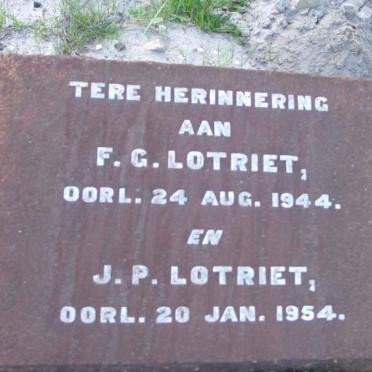 TERE HERINNERING
AAN
F. G. LOTRIET,
OORL. 24 AUG. 1944.
EN
J. P. LOTRIET,
OORL. 20 JAN. 1954.